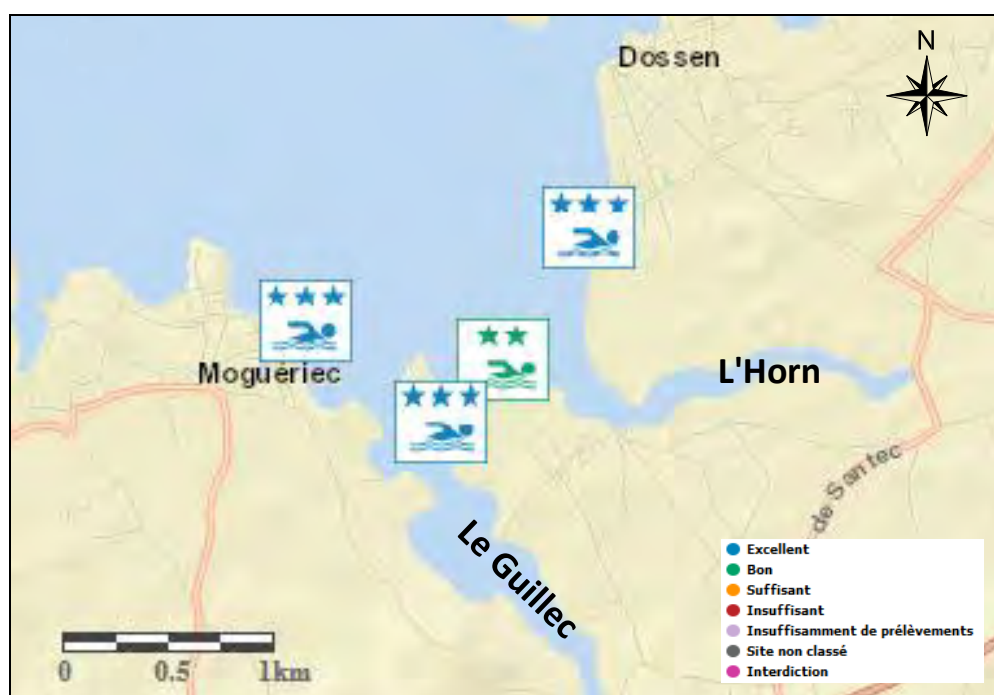 Dossen
N
Moguériec
L'Horn
de Santec
Le Guillec
Excellent
Bon
Suffisant
Insuffisant
Insuffisamment de prélèvements
Site non classé
Interdiction
0 0.5 1km